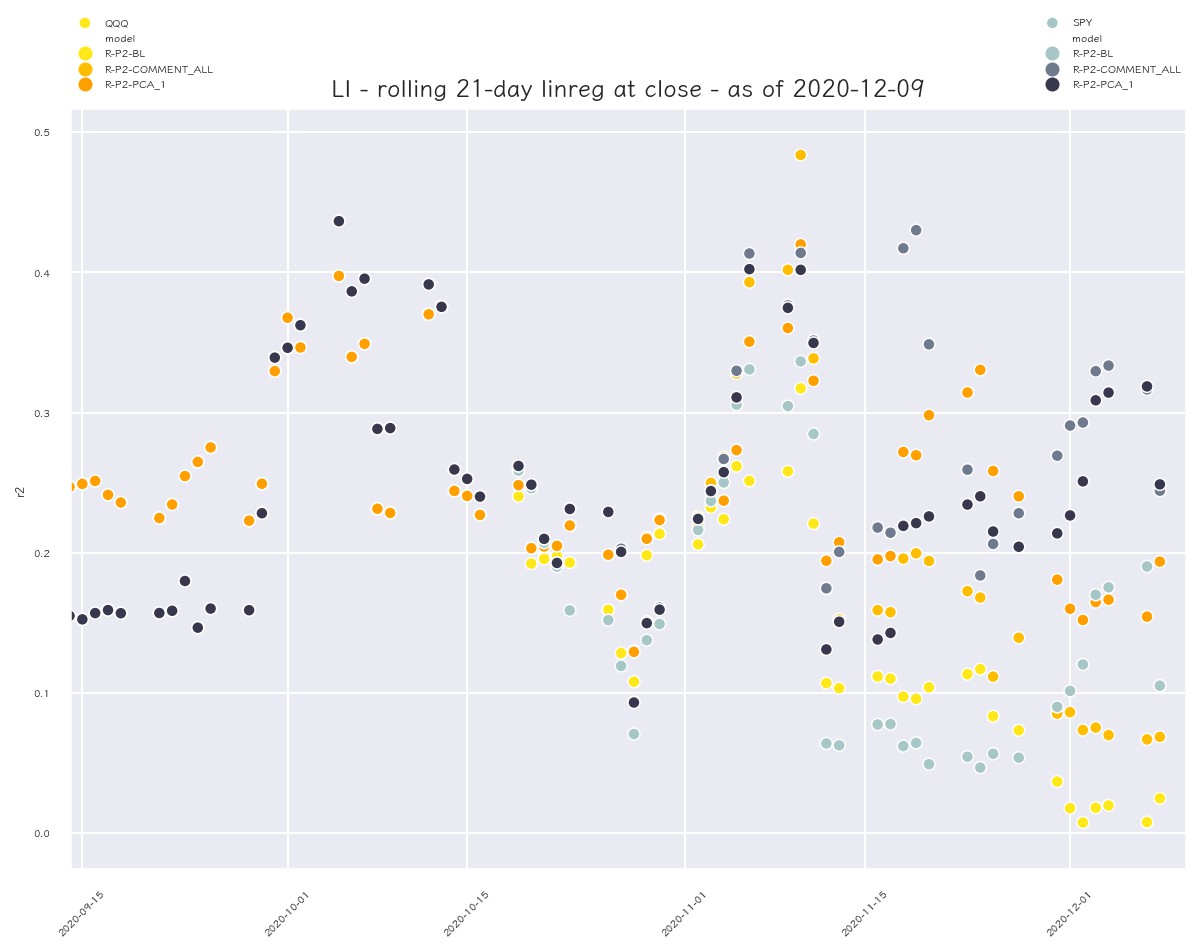 QQQ
model
R-P2-BL
R-P2-COMMENT_ALL
R-P2-PCA_1
SPY
model
R-P2-BL
R-P2-COMMENT_ALL
R-P2-PCA_1
LI - rolling 21-day linreg at close - as of 2020-12-09
0.5
0.4
0.3
0.2
0.1
0.0
r2
2020-09-15
2020-10-01
2020-10-15
2020-11-01
2020-11-15
2020-12-01